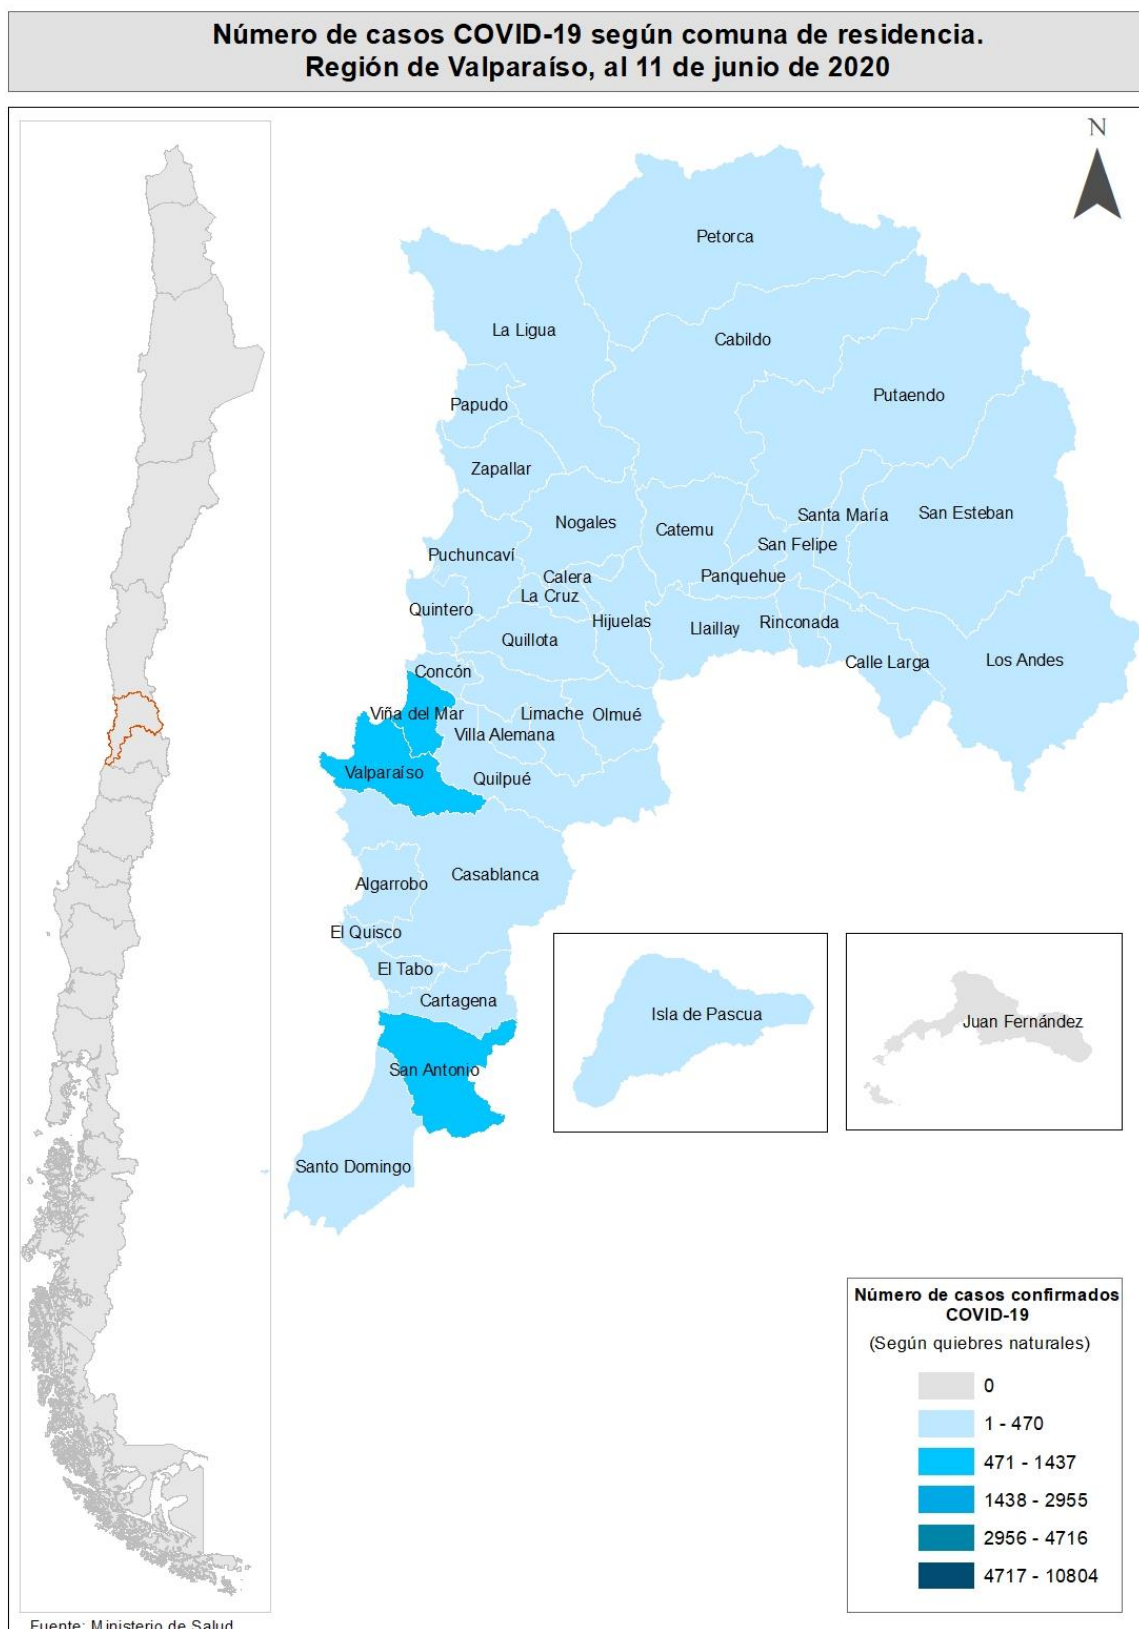 Número de casos COVID-19 según comuna de residencia.
Región de Valparaíso, al 11 de junio de 2020
N
Petorca
La Ligua
Cabildo
Putaendo
Papudo
Zapallar
Nogales
Catemu
Santa María
San Esteban
San Felipe
Puchuncaví
Calera
Panquehue
La Cruz
Quintero
Hijuelas
Rinconada
Llaillay
Quillota
Calle Larga
Los Andes
Concón
Viña del Mar
Limache
Olmué
Villa Alemana
Valparaíso
Quilpué
Casablanca
Algarrobo
El Quisco
El Tabo
Cartagena
Isla de Pascua
Juan Fernández
San Antonio
Santo Domingo
Número de casos confirmados
COVID-19
(Según quiebres naturales)
0
1 - 470
471 - 1437
1438 - 2955
2956 - 4716
4717 - 10804
Fuente: Ministerio de Salud